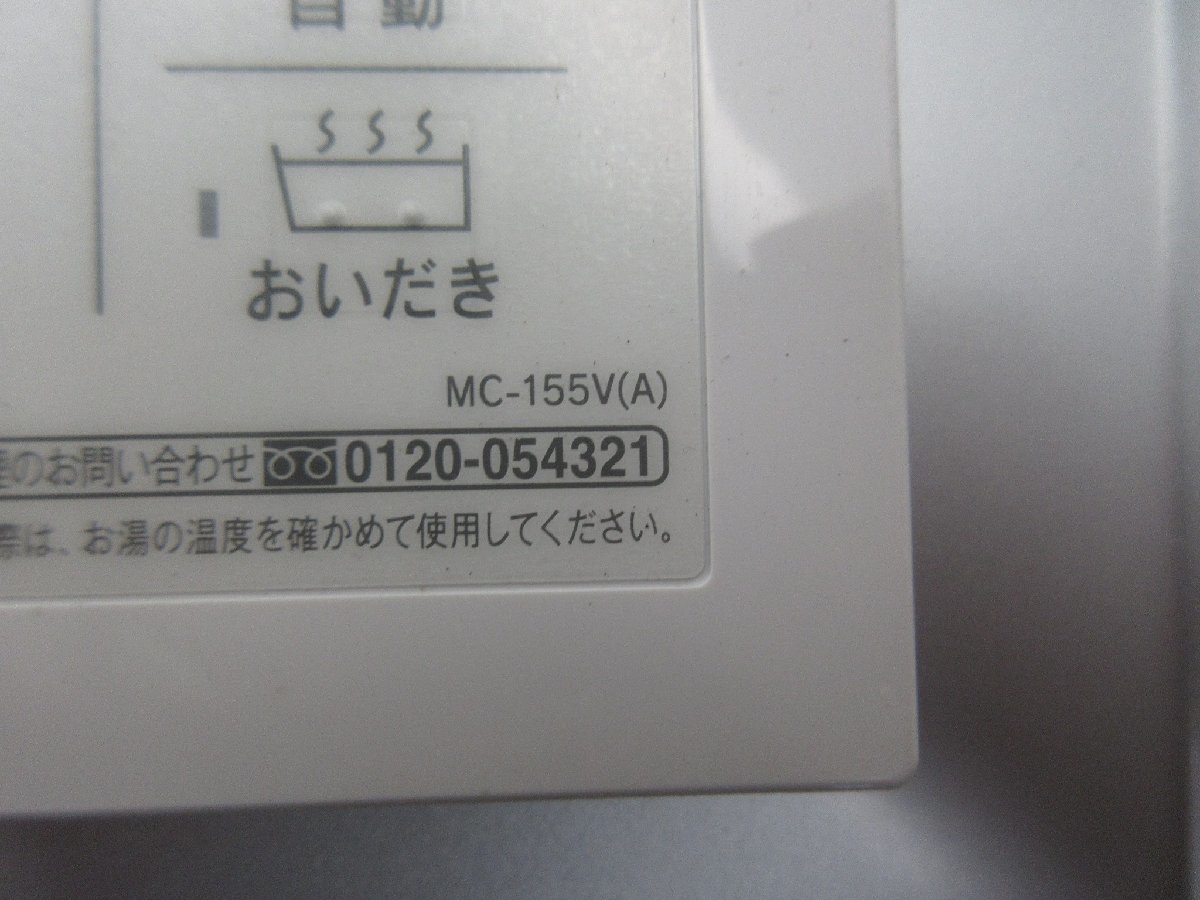 自動
おいだき
MC-155V(A)
のお問い合わせ 0120-054321
際は、お湯の温度を確かめて使用してください。